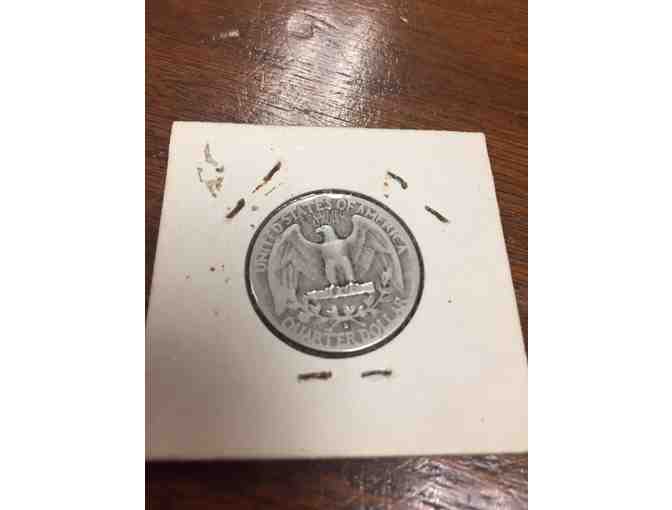 UNITED STATES OF AMERICA
QUARTER DOLLAR